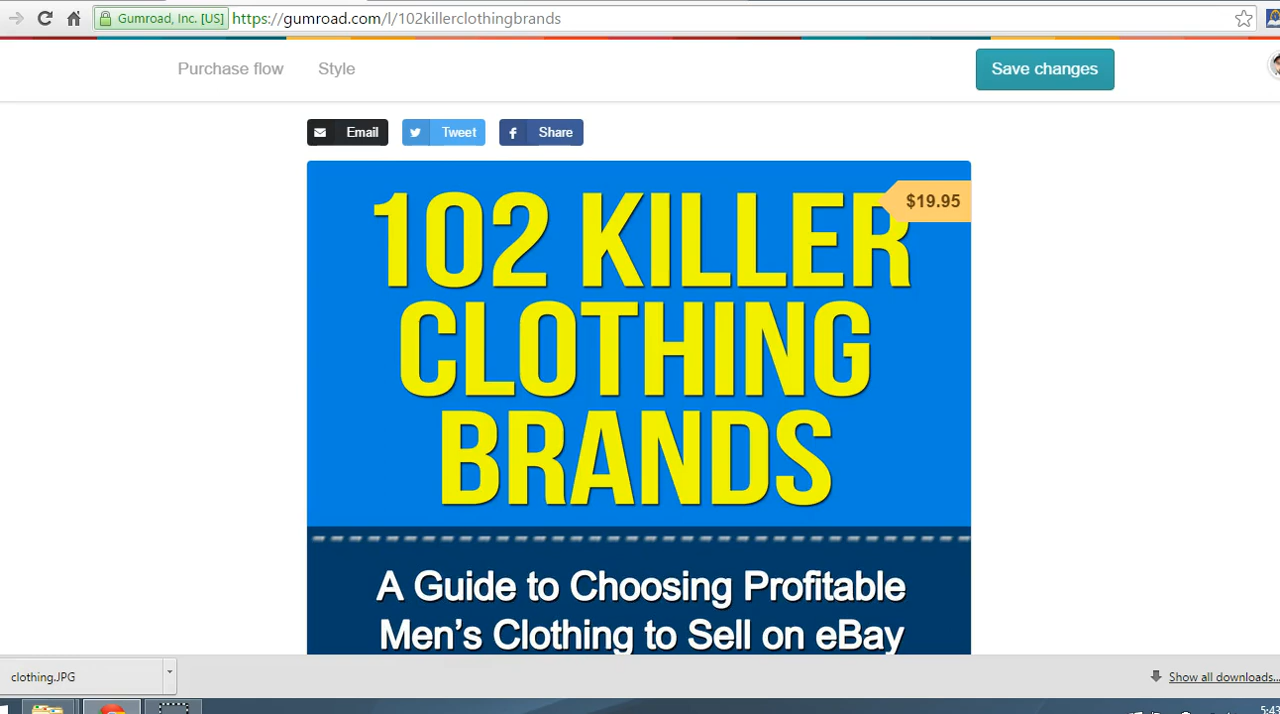 Gumroad, Inc. [US] https://gumroad.com/l/102killerclothingbrands
Purchase flow Style Save changes
Email Tweet Share
$19.95
102 KILLER
CLOTHING
BRANDS
A Guide to Choosing Profitable
Men's Clothing to Sell on eBay
clothing.JPG Show all downloads...